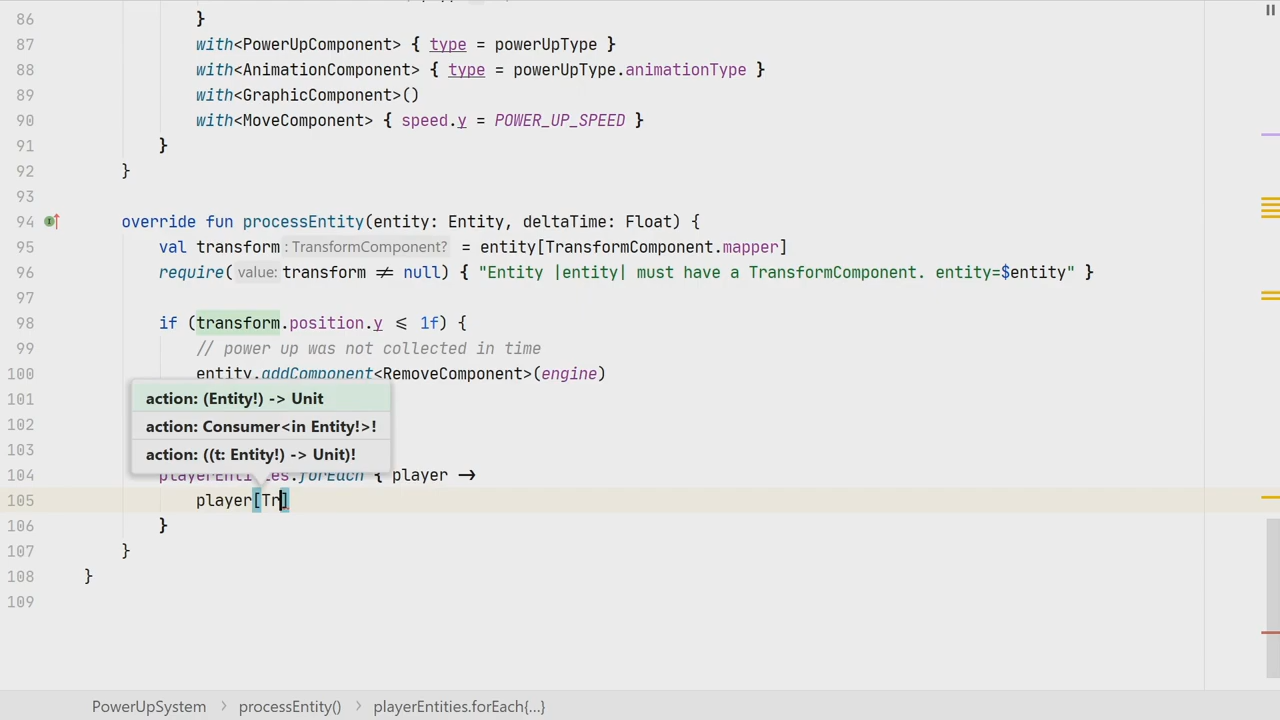 86 }
87 with<PowerUpComponent> { type = powerUpType }
88 with<AnimationComponent> { type = powerUpType.animationType }
89 with<GraphicComponent>()
90 with<MoveComponent> { speed.y = POWER_UP_SPEED }
91 }
92 }
93
94 override fun processEntity(entity: Entity, deltaTime: Float) {
95 val transform : TransformComponent? = entity[TransformComponent.mapper]
96 require( value: transform ≠ null) { "Entity |entity| must have a TransformComponent. entity=$entity" }
97
98 if (transform.position.y ⩽ 1f) {
99 // power up was not collected in time
100 entity.addComponent<RemoveComponent>(engine)
101 action: (Entity!) -> Unit
102 action: Consumer<in Entity!>!
103 action: ((t: Entity!) -> Unit)!
104 playerEntities.forEach { player →
105 player[Tr]
106 }
107 }
108 }
109
PowerUpSystem > processEntity() > playerEntities.forEach{...}